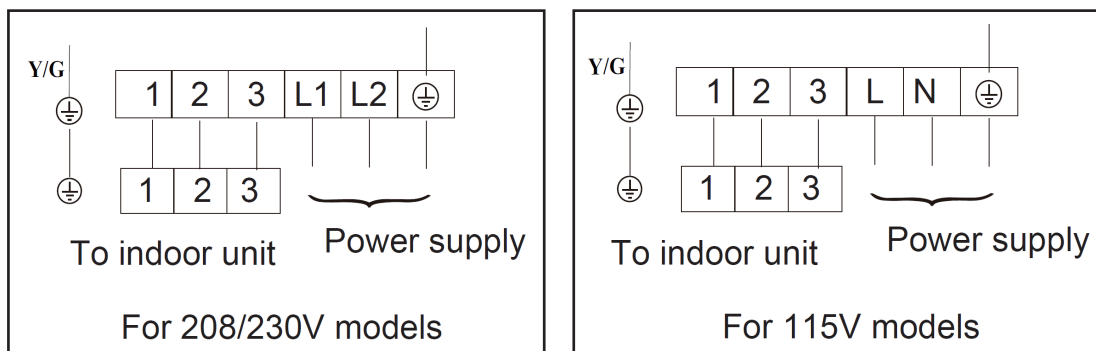 Y/G
1 2 3 L1 L2
1 2 3
To indoor unit
Power supply
For 208/230V models
Y/G
1 2 3 L N
1 2 3
To indoor unit
Power supply
For 115V models